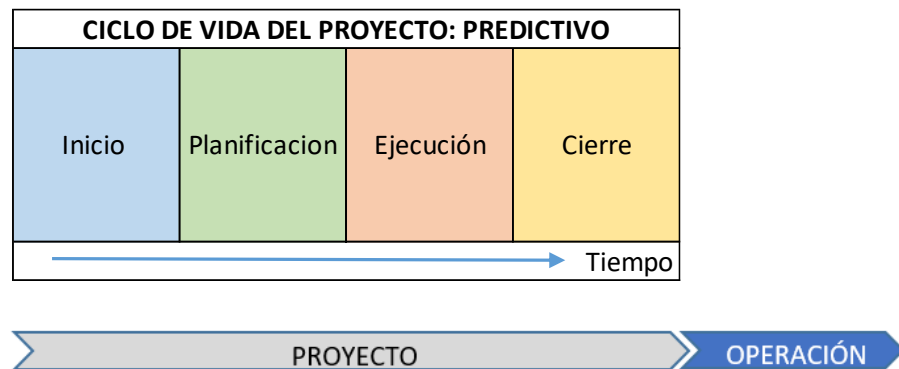 CICLO DE VIDA DEL PROYECTO: PREDICTIVO
Inicio
Planificacion
Ejecución
Cierre
Tiempo
PROYECTO
OPERACIÓN